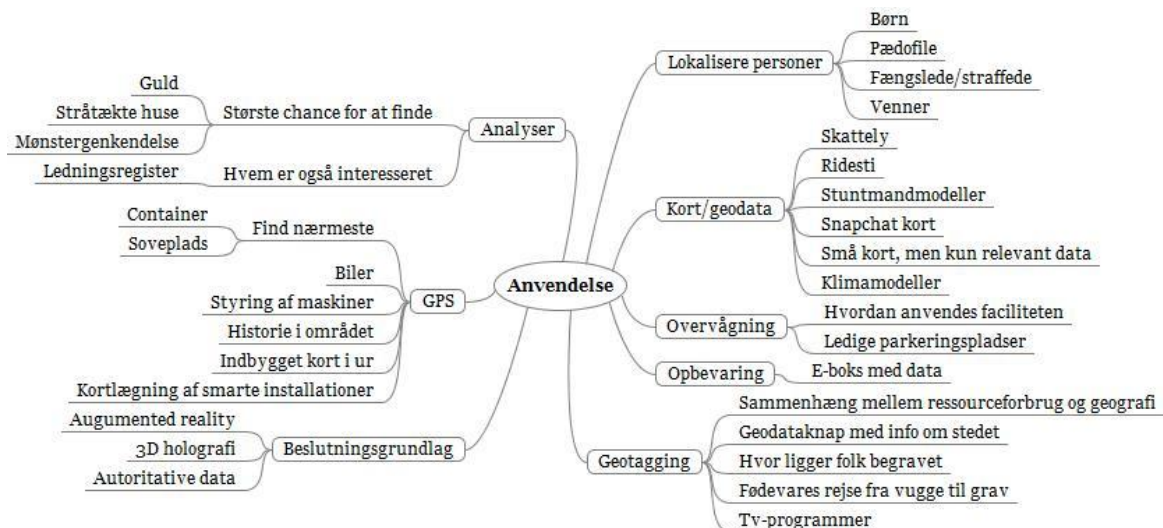 Anvendelse
Analyser
Største chance for at finde
Guld
Stråtækte huse
Mønstergenkendelse
Hvem er også interesseret
Ledningsregister
GPS
Find nærmeste
Container
Soveplads
Biler
Styring af maskiner
Historie i området
Indbygget kort i ur
Kortlægning af smarte installationer
Beslutningsgrundlag
Augumented reality
3D holografi
Autoritative data
Lokalisere personer
Børn
Pædofile
Fængslede/straffede
Venner
Kort/geodata
Skattely
Ridesti
Stuntmandmodeller
Snapchat kort
Små kort, men kun relevant data
Klimamodeller
Overvågning
Hvordan anvendes faciliteten
Ledige parkeringspladser
Opbevaring
E-boks med data
Geotagging
Sammenhæng mellem ressourceforbrug og geografi
Geodataknap med info om stedet
Hvor ligger folk begravet
Fødevares rejse fra vugge til grav
Tv-programmer